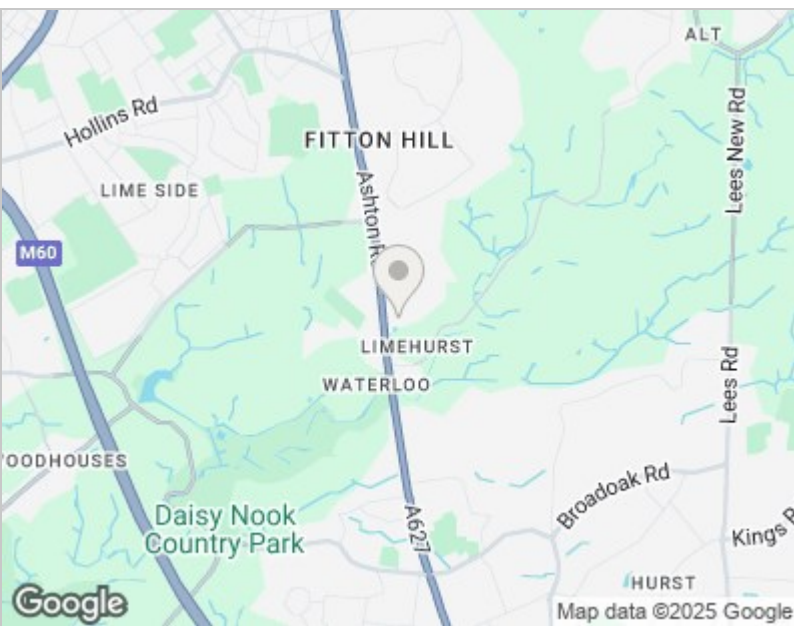 ALT
Hollins Rd
FITTON HILL
Lees New Rd
LIME SIDE
Ashton R
M60
LIMEHURST
WATERLOO
Lees Rd
OODHOUSES
Broadoak Rd
Daisy Nook
Country Park
A627
Kings R
HURST
Google
Map data ©2025 Google